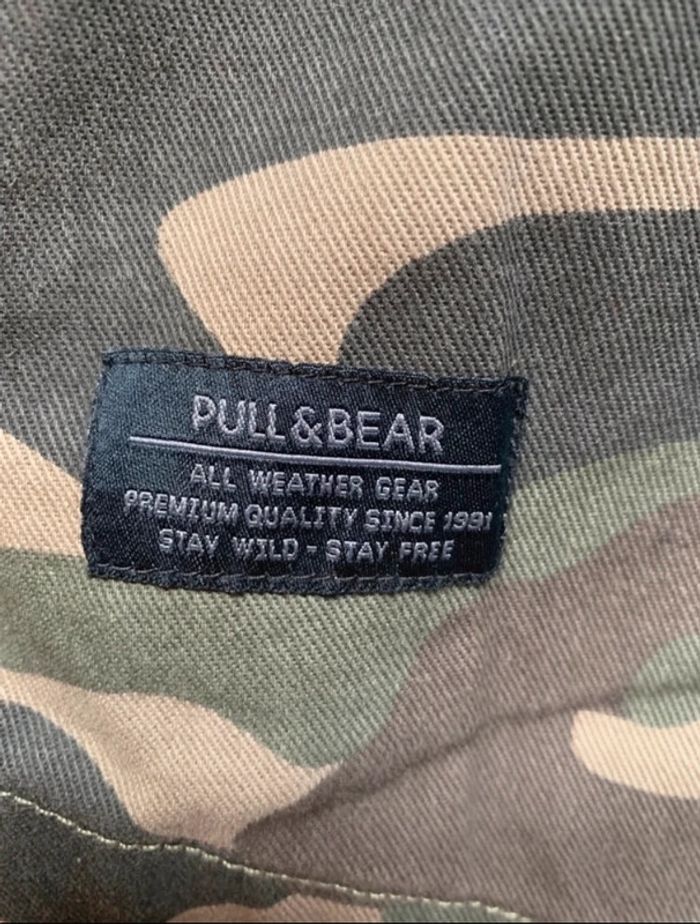 PULL&BEAR
ALL WEATHER GEAR
PREMIUM QUALITY SINCE 1991
STAY WILD - STAY FREE